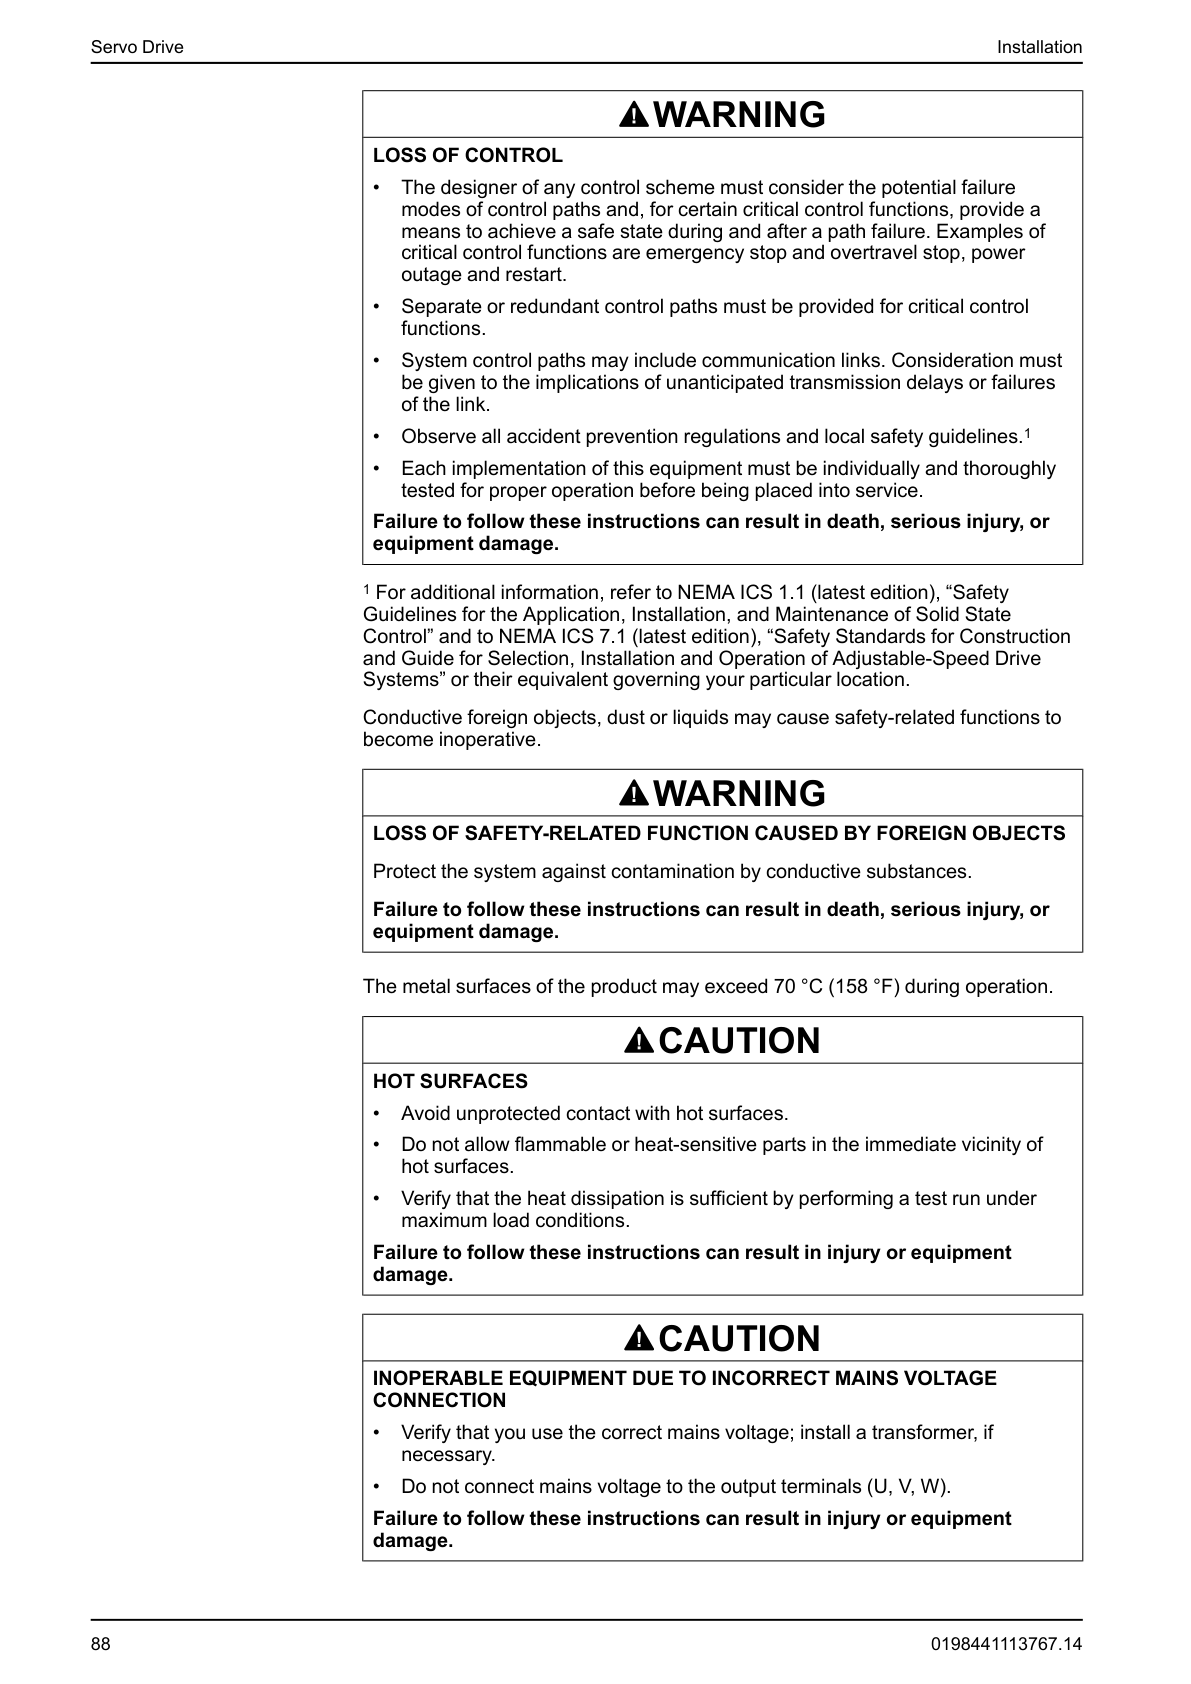 Servo Drive
Installation
WARNING
LOSS OF CONTROL
• The designer of any control scheme must consider the potential failure
modes of control paths and, for certain critical control functions, provide a
means to achieve a safe state during and after a path failure. Examples of
critical control functions are emergency stop and overtravel stop, power
outage and restart.
• Separate or redundant control paths must be provided for critical control
functions.
• System control paths may include communication links. Consideration must
be given to the implications of unanticipated transmission delays or failures
of the link.
• Observe all accident prevention regulations and local safety guidelines.¹
• Each implementation of this equipment must be individually and thoroughly
tested for proper operation before being placed into service.
Failure to follow these instructions can result in death, serious injury, or
equipment damage.
¹ For additional information, refer to NEMA ICS 1.1 (latest edition), “Safety
Guidelines for the Application, Installation, and Maintenance of Solid State
Control” and to NEMA ICS 7.1 (latest edition), “Safety Standards for Construction
and Guide for Selection, Installation and Operation of Adjustable-Speed Drive
Systems” or their equivalent governing your particular location.
Conductive foreign objects, dust or liquids may cause safety-related functions to
become inoperative.
WARNING
LOSS OF SAFETY-RELATED FUNCTION CAUSED BY FOREIGN OBJECTS
Protect the system against contamination by conductive substances.
Failure to follow these instructions can result in death, serious injury, or
equipment damage.
The metal surfaces of the product may exceed 70 °C (158 °F) during operation.
CAUTION
HOT SURFACES
• Avoid unprotected contact with hot surfaces.
• Do not allow flammable or heat-sensitive parts in the immediate vicinity of
hot surfaces.
• Verify that the heat dissipation is sufficient by performing a test run under
maximum load conditions.
Failure to follow these instructions can result in injury or equipment
damage.
CAUTION
INOPERABLE EQUIPMENT DUE TO INCORRECT MAINS VOLTAGE
CONNECTION
• Verify that you use the correct mains voltage; install a transformer, if
necessary.
• Do not connect mains voltage to the output terminals (U, V, W).
Failure to follow these instructions can result in injury or equipment
damage.
88
0198441113767.14